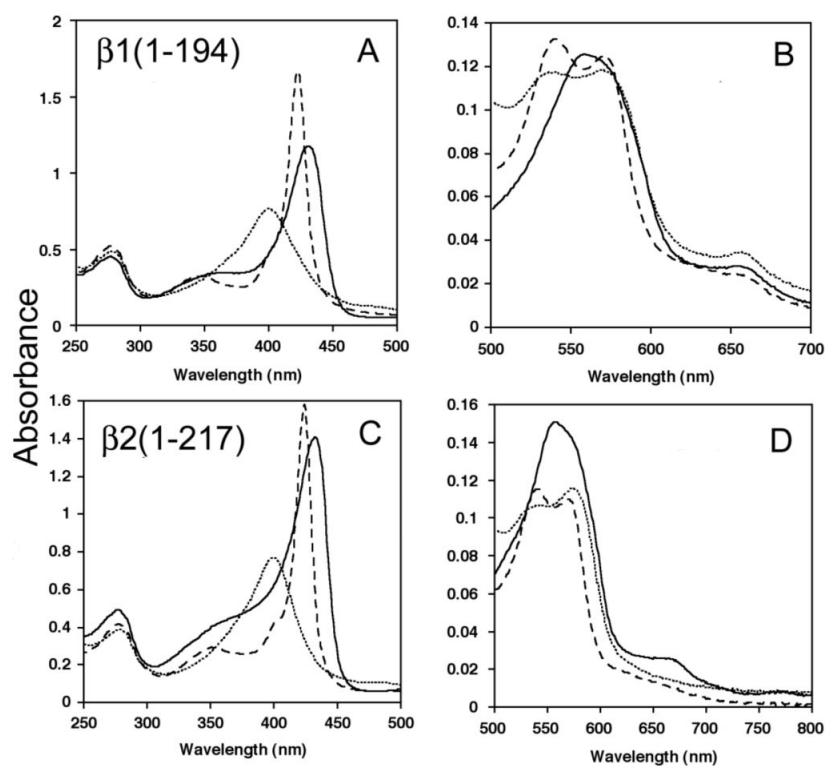 β1(1-194)
A
2
1.5
1
0.5
0
250 300 350 400 450 500
Wavelength (nm)
B
0.14
0.12
0.1
0.08
0.06
0.04
0.02
0
500 550 600 650 700
Wavelength (nm)
Absorbance
β2(1-217)
C
1.6
1.4
1.2
1
0.8
0.6
0.4
0.2
0
250 300 350 400 450 500
Wavelength (nm)
D
0.16
0.14
0.12
0.1
0.08
0.06
0.04
0.02
0
500 550 600 650 700 750 800
Wavelength (nm)